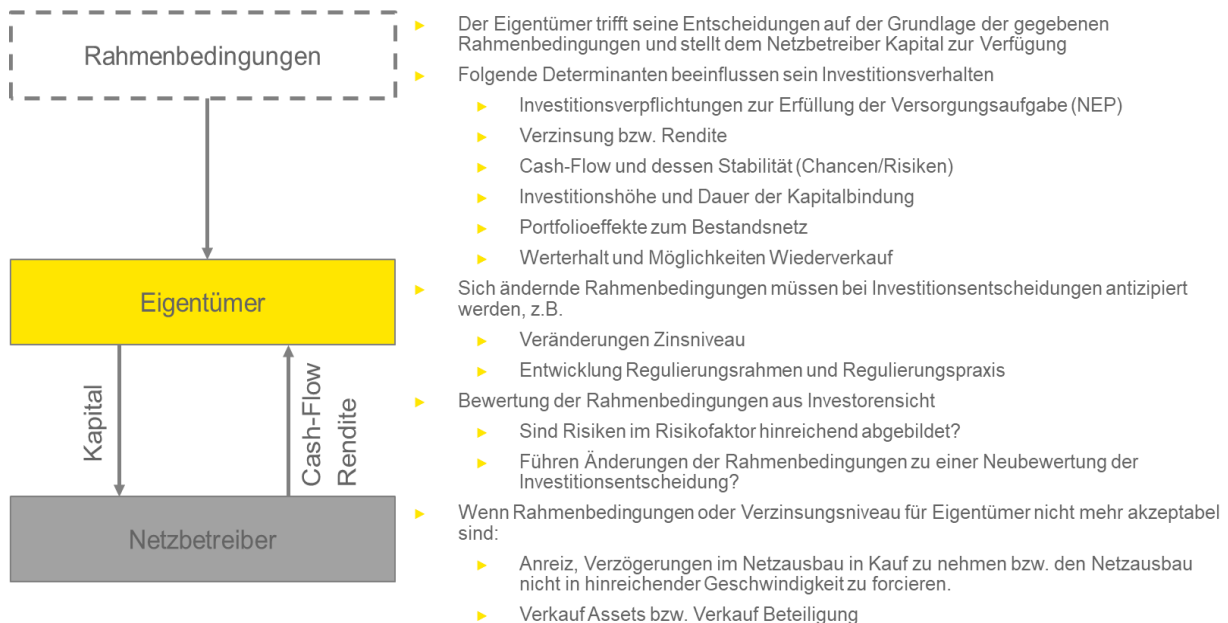 Rahmenbedingungen
Eigentümer
Kapital
Cash-Flow
Rendite
Netzbetreiber
► Der Eigentümer trifft seine Entscheidungen auf der Grundlage der gegebenen
Rahmenbedingungen und stellt dem Netzbetreiber Kapital zur Verfügung
► Folgende Determinanten beeinflussen sein Investitionsverhalten
► Investitionsverpflichtungen zur Erfüllung der Versorgungsaufgabe (NEP)
► Verzinsung bzw. Rendite
► Cash-Flow und dessen Stabilität (Chancen/Risiken)
► Investitionshöhe und Dauer der Kapitalbindung
► Portfolioeffekte zum Bestandsnetz
► Werterhalt und Möglichkeiten Wiederverkauf
► Sich ändernde Rahmenbedingungen müssen bei Investitionsentscheidungen antizipiert
werden, z.B.
► Veränderungen Zinsniveau
► Entwicklung Regulierungsrahmen und Regulierungspraxis
► Bewertung der Rahmenbedingungen aus Investorensicht
► Sind Risiken im Risikofaktor hinreichend abgebildet?
► Führen Änderungen der Rahmenbedingungen zu einer Neubewertung der
Investitionsentscheidung?
► Wenn Rahmenbedingungen oder Verzinsungsniveau für Eigentümer nicht mehr akzeptabel
sind:
► Anreiz, Verzögerungen im Netzausbau in Kauf zu nehmen bzw. den Netzausbau
nicht in hinreichender Geschwindigkeit zu forcieren.
► Verkauf Assets bzw. Verkauf Beteiligung